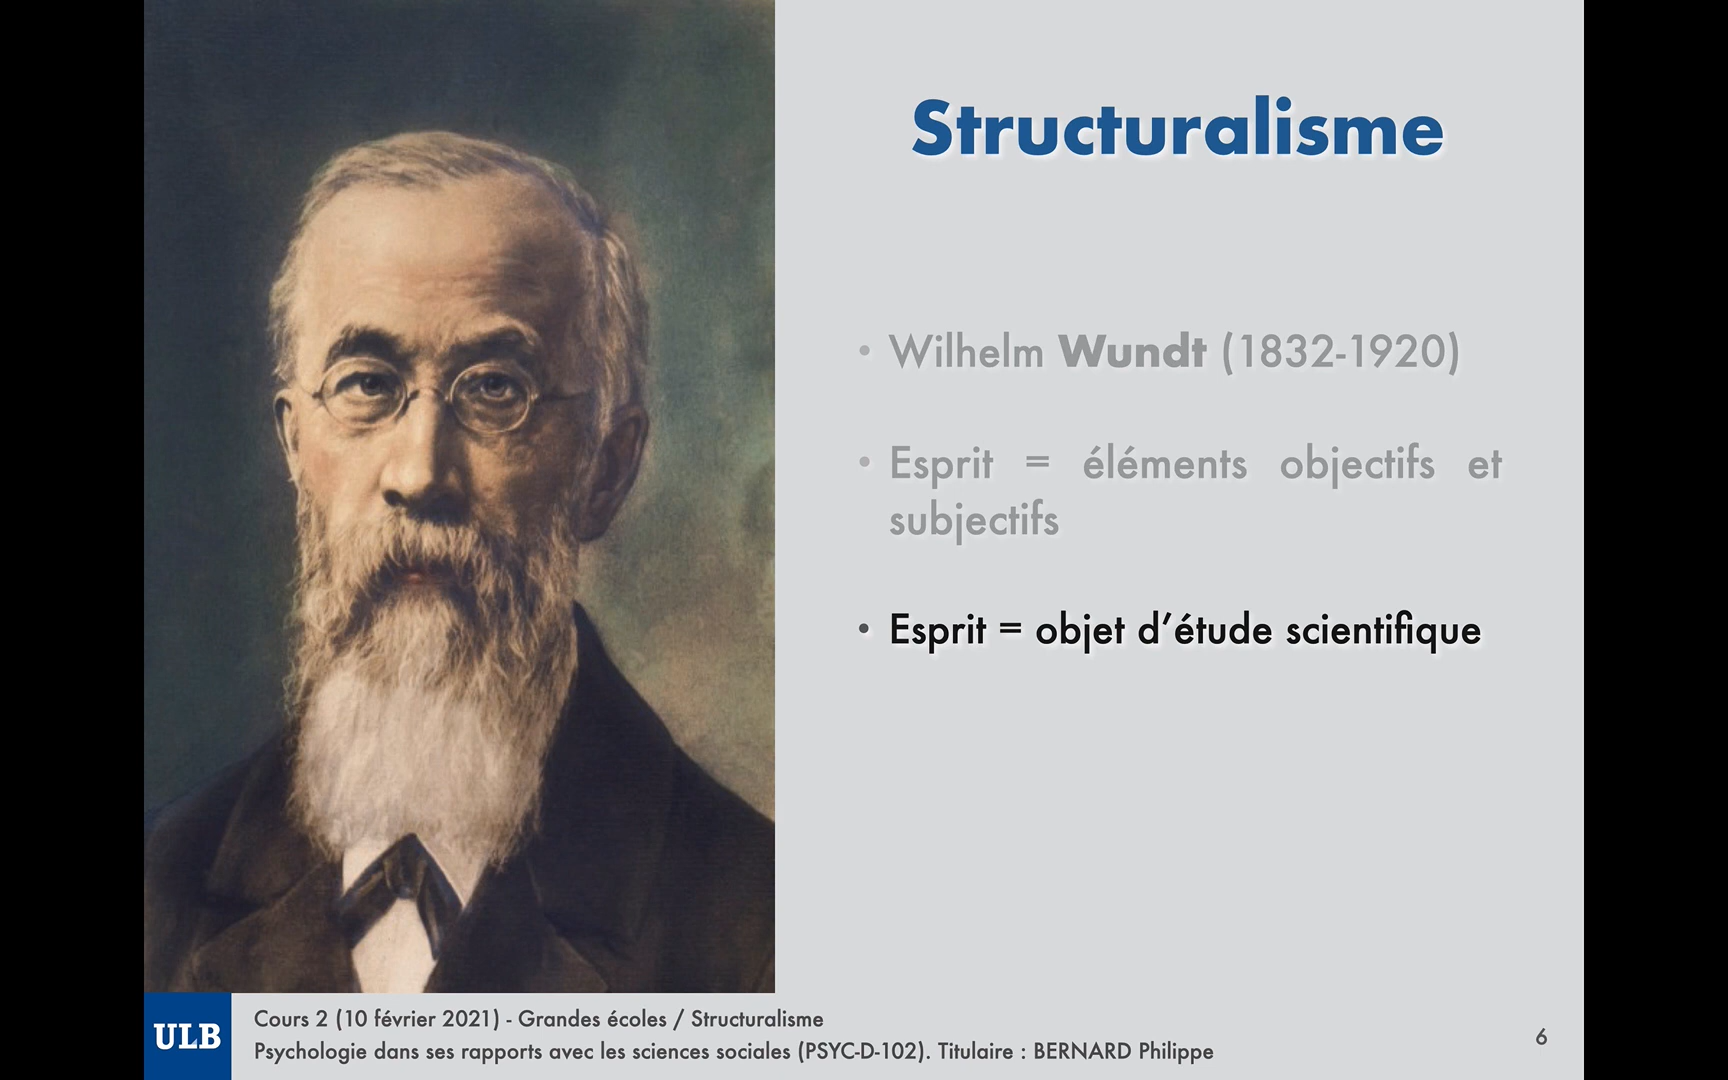 Structuralisme
• Wilhelm Wundt (1832-1920)
• Esprit = éléments objectifs et
subjectifs
• Esprit = objet d’étude scientifique
ULB
Cours 2 (10 février 2021) - Grandes écoles / Structuralisme
Psychologie dans ses rapports avec les sciences sociales (PSYC-D-102). Titulaire : BERNARD Philippe
6